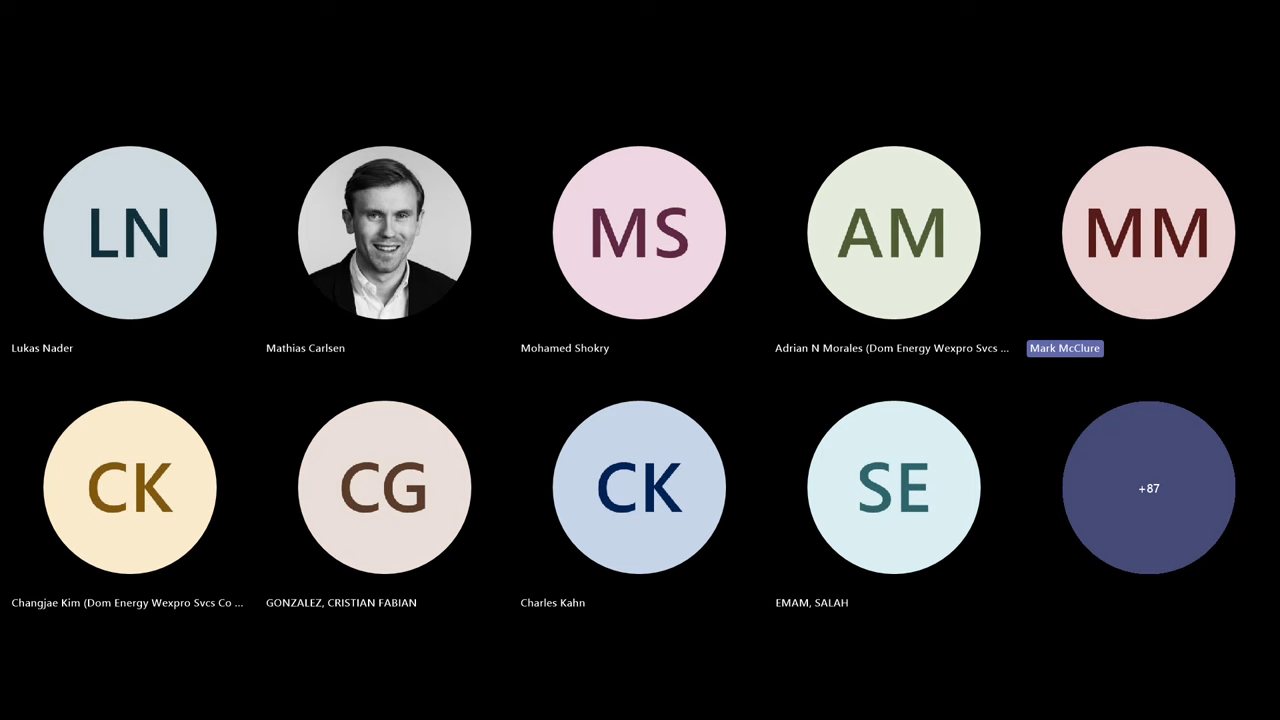 LN
MS
AM
MM
Lukas Nader
Mathias Carlsen
Mohamed Shokry
Adrian N Morales (Dom Energy Wexpro Svcs ...
Mark McClure
CK
CG
CK
SE
+87
Changjae Kim (Dom Energy Wexpro Svcs Co ...
GONZALEZ, CRISTIAN FABIAN
Charles Kahn
EMAM, SALAH